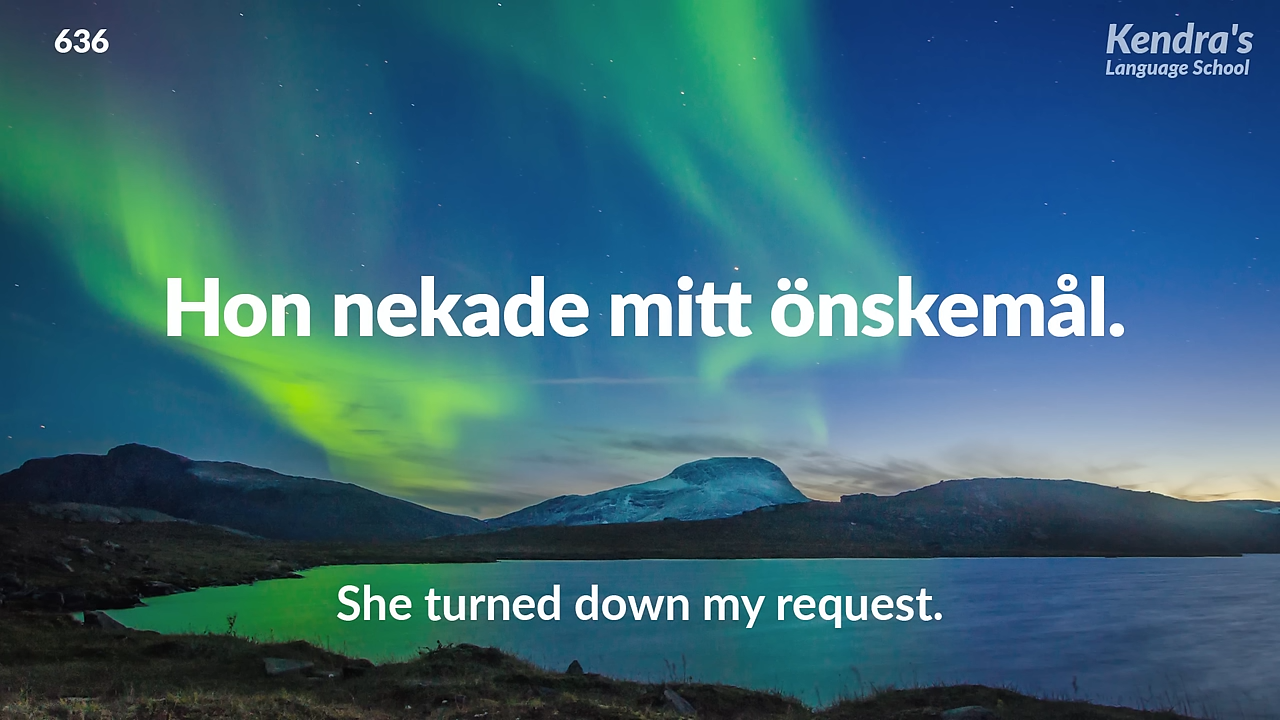 636
Kendra's
Language School
Hon nekade mitt önskemål.
She turned down my request.